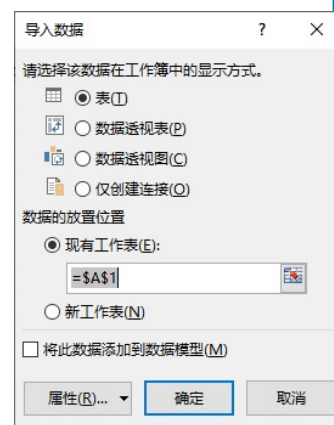 导入数据 ? ×
请选择该数据在工作簿中的显示方式。
表(T)
数据透视表(P)
数据透视图(C)
仅创建连接(O)
数据的放置位置
现有工作表(E):
=$A$1
新工作表(N)
将此数据添加到数据模型(M)
属性(R)... 确定 取消